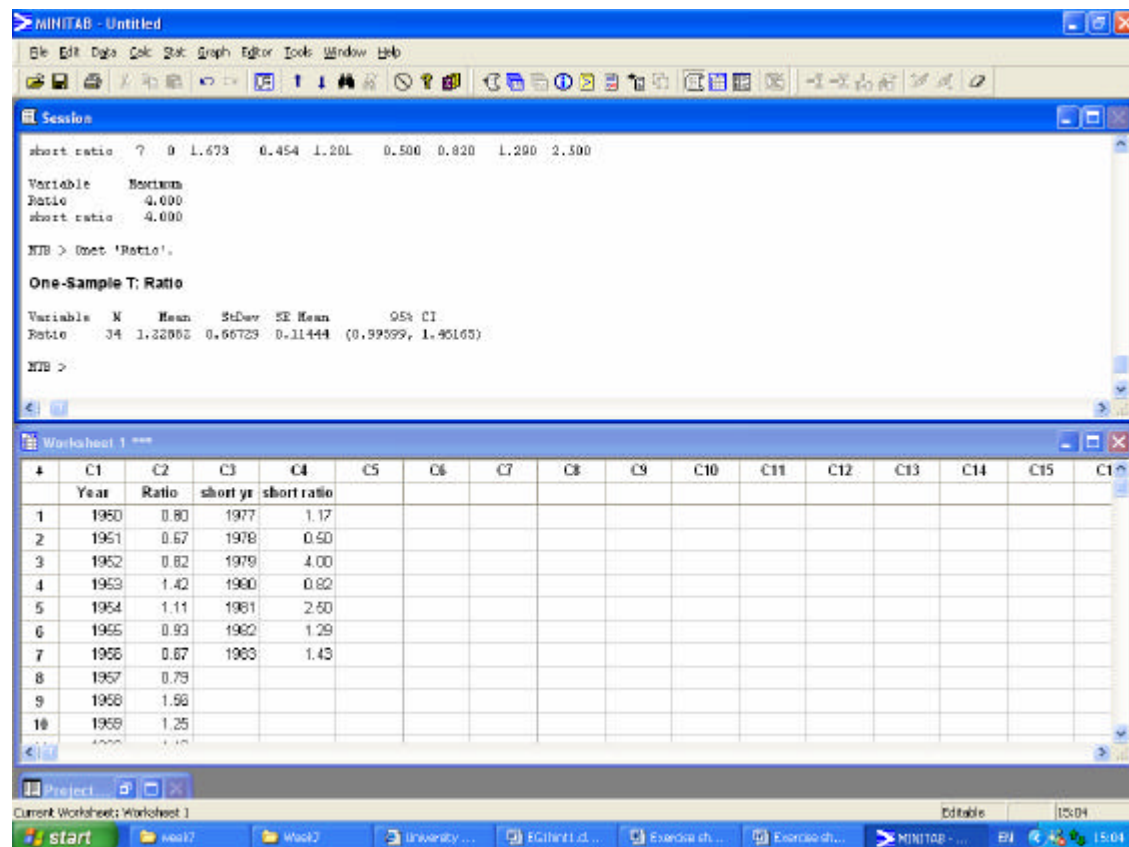 MINITAB - Untitled
File Edit Data Calc Stat Graph Editor Tools Window Help
Session
short ratio 7 0 1.673 0.454 1.201 0.500 0.820 1.290 2.500
Variable Maximum
Ratio 4.000
short ratio 4.000
MTB > Onet 'Ratio'.
One-Sample T: Ratio
Variable N Mean StDev SE Mean 95% CI
Ratio 34 1.22882 0.66729 0.11444 (0.99599, 1.46165)
MTB >
Worksheet 1 ***
C1 C2 C3 C4 C5 C6 C7 C8 C9 C10 C11 C12 C13 C14 C15 C1
Year Ratio short yr short ratio
1 1950 0.80 1977 1.17
2 1951 0.67 1978 0.50
3 1952 0.82 1979 4.00
4 1953 1.42 1980 0.82
5 1954 1.11 1981 2.50
6 1955 0.93 1982 1.29
7 1956 0.87 1983 1.43
8 1957 0.79
9 1958 1.56
10 1959 1.25
Project...
Current Worksheet: Worksheet 1 Editable 15:04
start week7 Week7 University ... Exercise sh... Exercise sh... MINITAB - ... EN 15:04